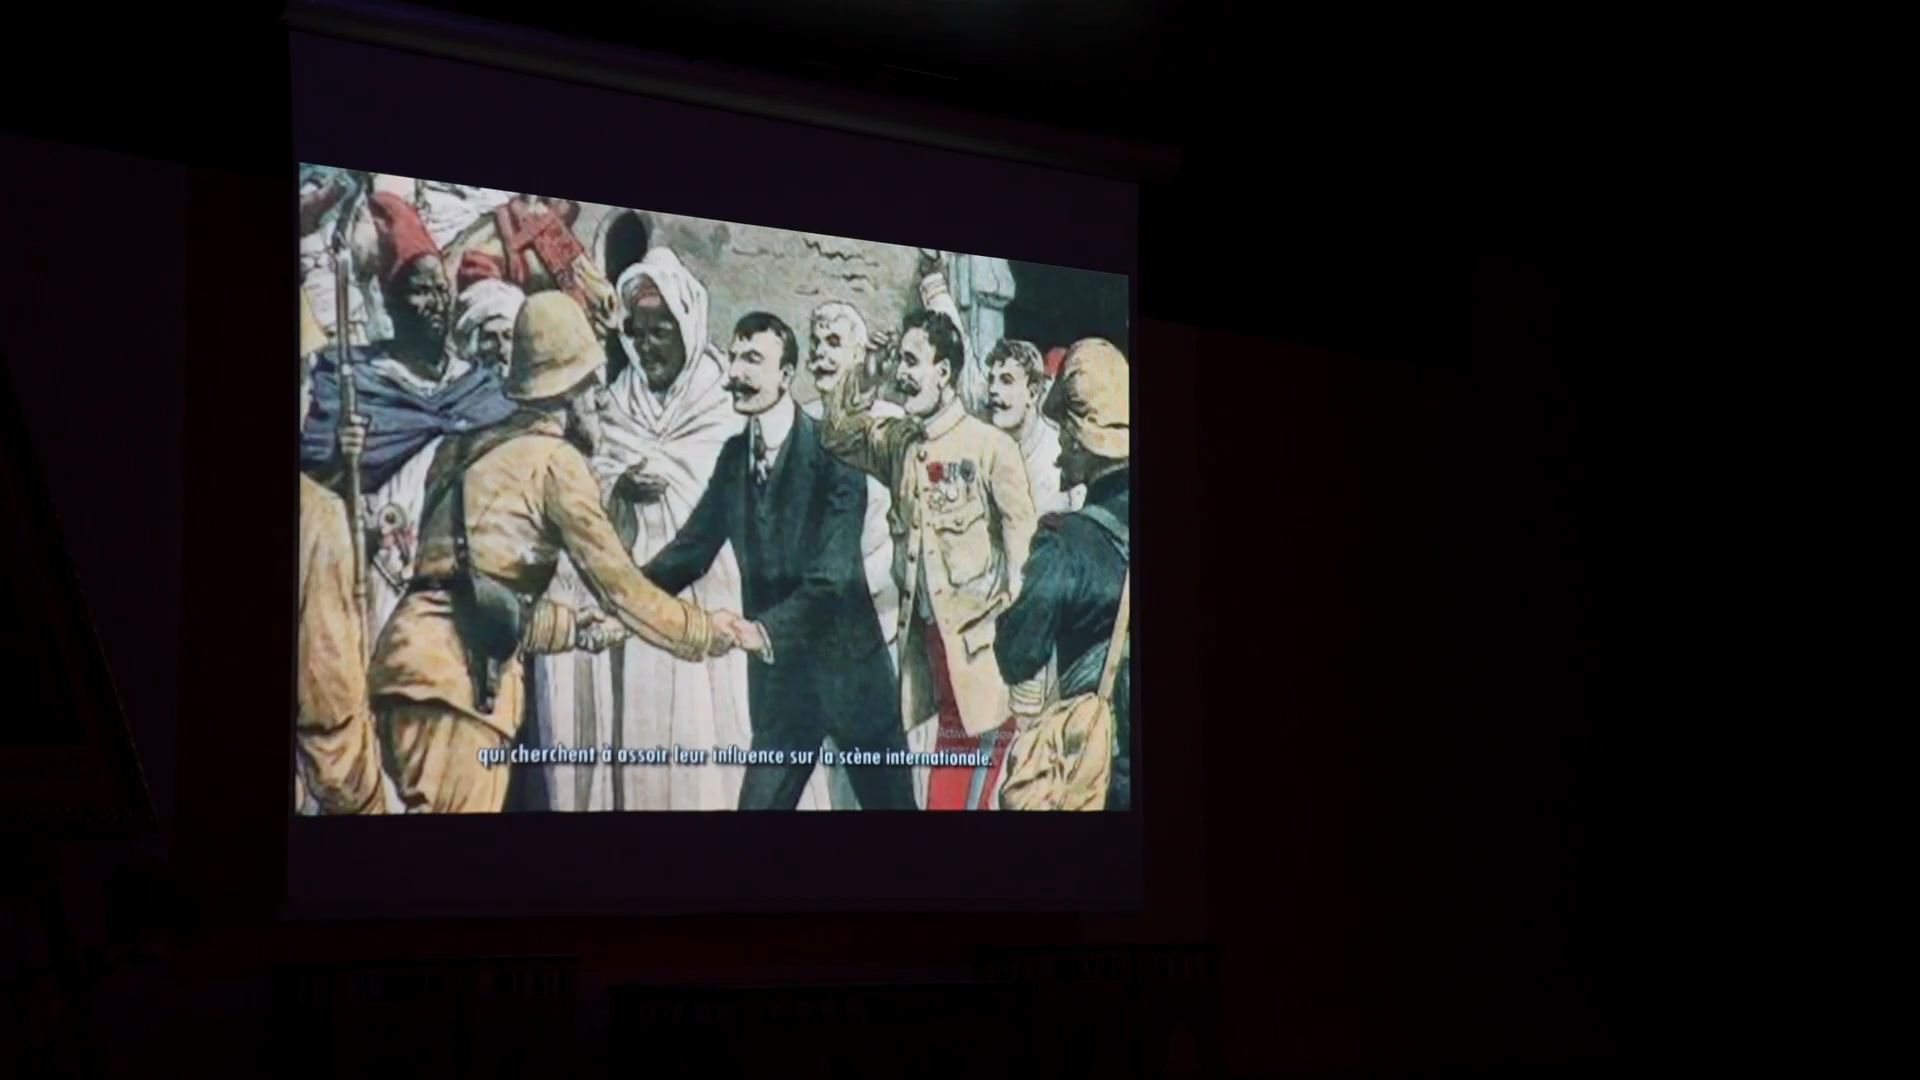 qui cherchent à assoir leur influence sur la scène internationale.